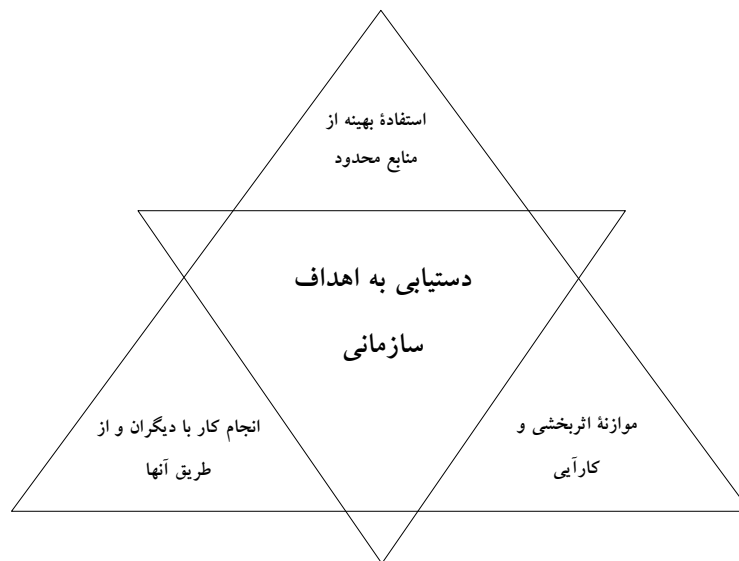 استفادهٔ بهینه از
منابع محدود
دستیابی به اهداف
سازمانی
موازنهٔ اثربخشی و
کارآیی
انجام کار با دیگران و از
طریق آنها